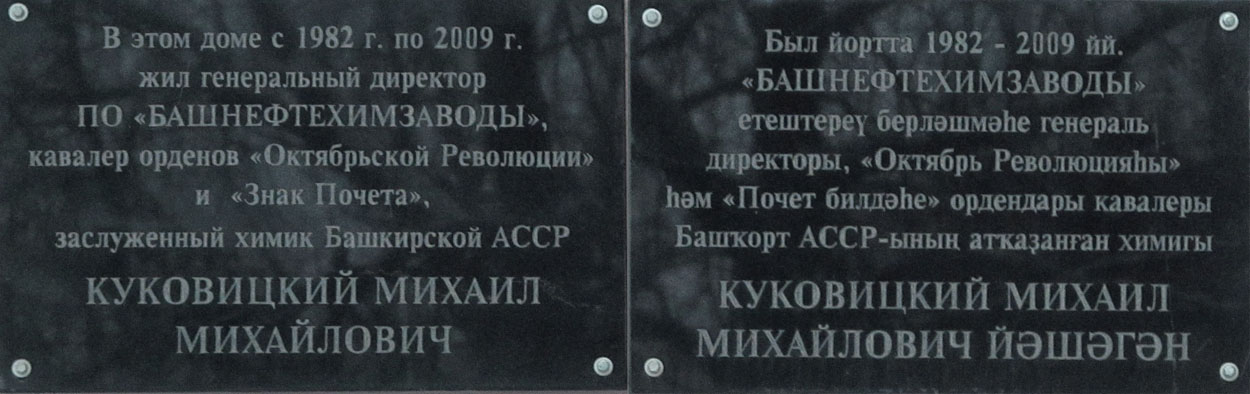 В этом доме с 1982 г. по 2009 г.
жил генеральный директор
ПО «БАШНЕФТЕХИМЗАВОДЫ»,
кавалер орденов «Октябрьской Революции»
и «Знак Почета»,
заслуженный химик Башкирской АССР
КУКОВИЦКИЙ МИХАИЛ
МИХАЙЛОВИЧ
Был йортта 1982 - 2009 йй.
«БАШНЕФТЕХИМЗАВОДЫ»
етештереү берләшмәһе генераль
директоры, «Октябрь Революцияһы»
һәм «Почет билдәһе» ордендары кавалеры
Башҡорт АССР-ының атҡаҙанған химигы
КУКОВИЦКИЙ МИХАИЛ
МИХАЙЛОВИЧ ЙӘШӘГӘН